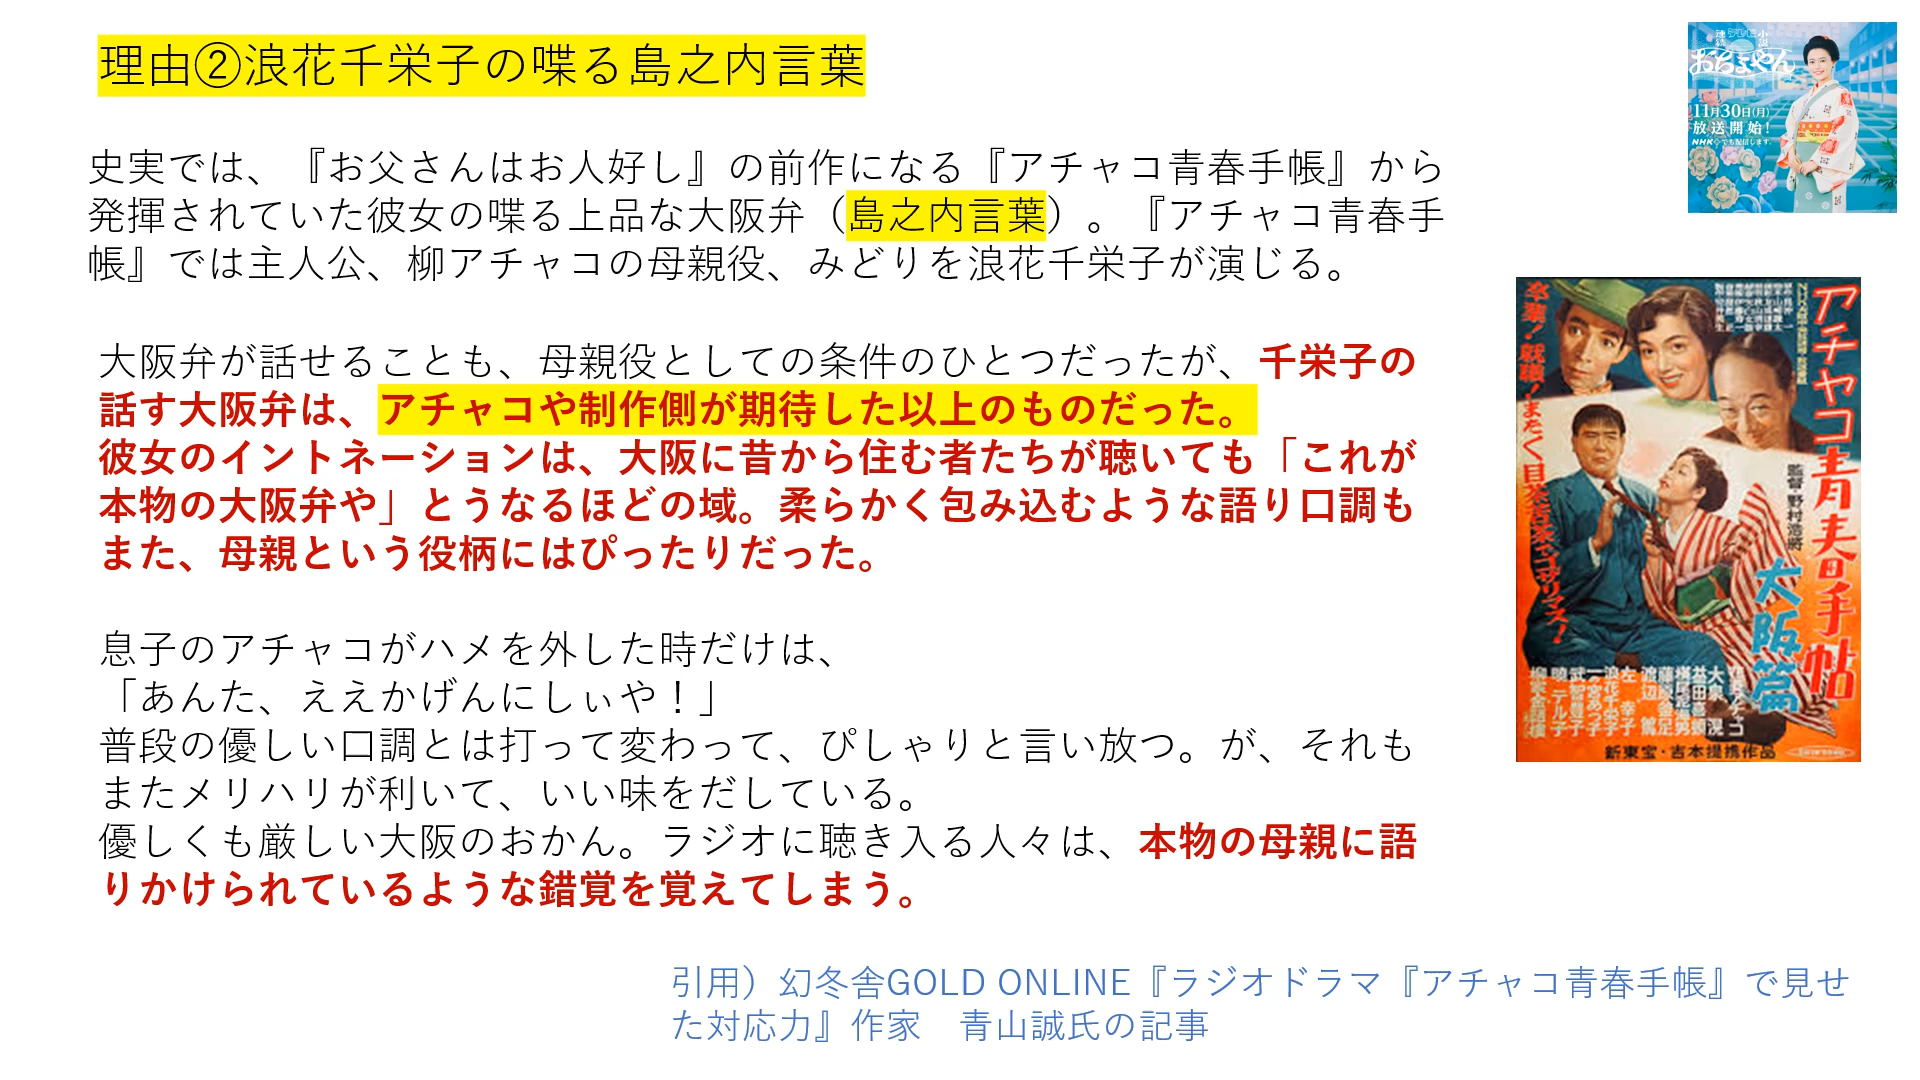 理由②浪花千栄子の喋る島之内言葉
史実では、『お父さんはお人好し』の前作になる『アチャコ青春手帳』から
発揮されていた彼女の喋る上品な大阪弁（島之内言葉）。『アチャコ青春手
帳』では主人公、柳アチャコの母親役、みどりを浪花千栄子が演じる。
大阪弁が話せることも、母親役としての条件のひとつだったが、千栄子の
話す大阪弁は、アチャコや制作側が期待した以上のものだった。
彼女のイントネーションは、大阪に昔から住む者たちが聴いても「これが
本物の大阪弁や」とうなるほどの域。柔らかく包み込むような語り口調も
また、母親という役柄にはぴったりだった。
息子のアチャコがハメを外した時だけは、
「あんた、ええかげんにしぃや！」
普段の優しい口調とは打って変わって、ぴしゃりと言い放つ。が、それも
またメリハリが利いて、いい味をだしている。
優しくも厳しい大阪のおかん。ラジオに聴き入る人々は、本物の母親に語
りかけられているような錯覚を覚えてしまう。
引用）幻冬舎GOLD ONLINE『ラジオドラマ『アチャコ青春手帳』で見せ
た対応力』作家　青山誠氏の記事
連続テレビ小説
おちょやん
11月30日(月)
放送開始！
NHK+でも配信します
アチャコ青春手帖
大阪篇
卒業！就職！
新東宝・吉本提携作品